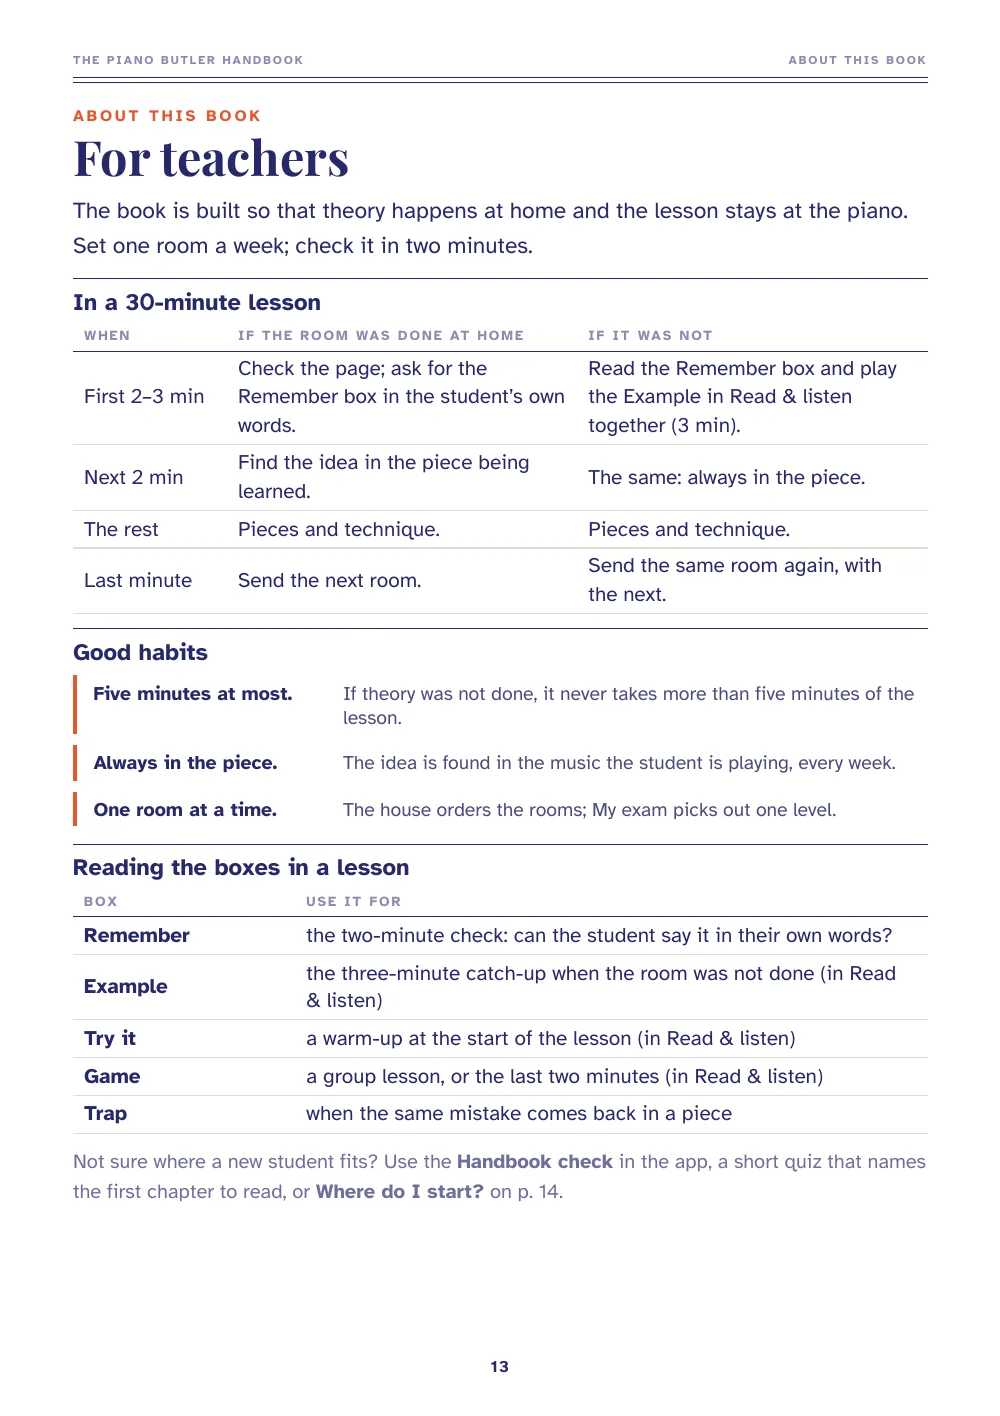 THE PIANO BUTLER HANDBOOK
ABOUT THIS BOOK
ABOUT THIS BOOK
For teachers
The book is built so that theory happens at home and the lesson stays at the piano.
Set one room a week; check it in two minutes.
In a 30-minute lesson
WHEN
IF THE ROOM WAS DONE AT HOME
IF IT WAS NOT
First 2–3 min
Check the page; ask for the
Remember box in the student’s own
words.
Read the Remember box and play
the Example in Read & listen
together (3 min).
Next 2 min
Find the idea in the piece being
learned.
The same: always in the piece.
The rest
Pieces and technique.
Pieces and technique.
Last minute
Send the next room.
Send the same room again, with
the next.
Good habits
Five minutes at most.
If theory was not done, it never takes more than five minutes of the
lesson.
Always in the piece.
The idea is found in the music the student is playing, every week.
One room at a time.
The house orders the rooms; My exam picks out one level.
Reading the boxes in a lesson
BOX
USE IT FOR
Remember
the two-minute check: can the student say it in their own words?
Example
the three-minute catch-up when the room was not done (in Read
& listen)
Try it
a warm-up at the start of the lesson (in Read & listen)
Game
a group lesson, or the last two minutes (in Read & listen)
Trap
when the same mistake comes back in a piece
Not sure where a new student fits? Use the Handbook check in the app, a short quiz that names
the first chapter to read, or Where do I start? on p. 14.
13